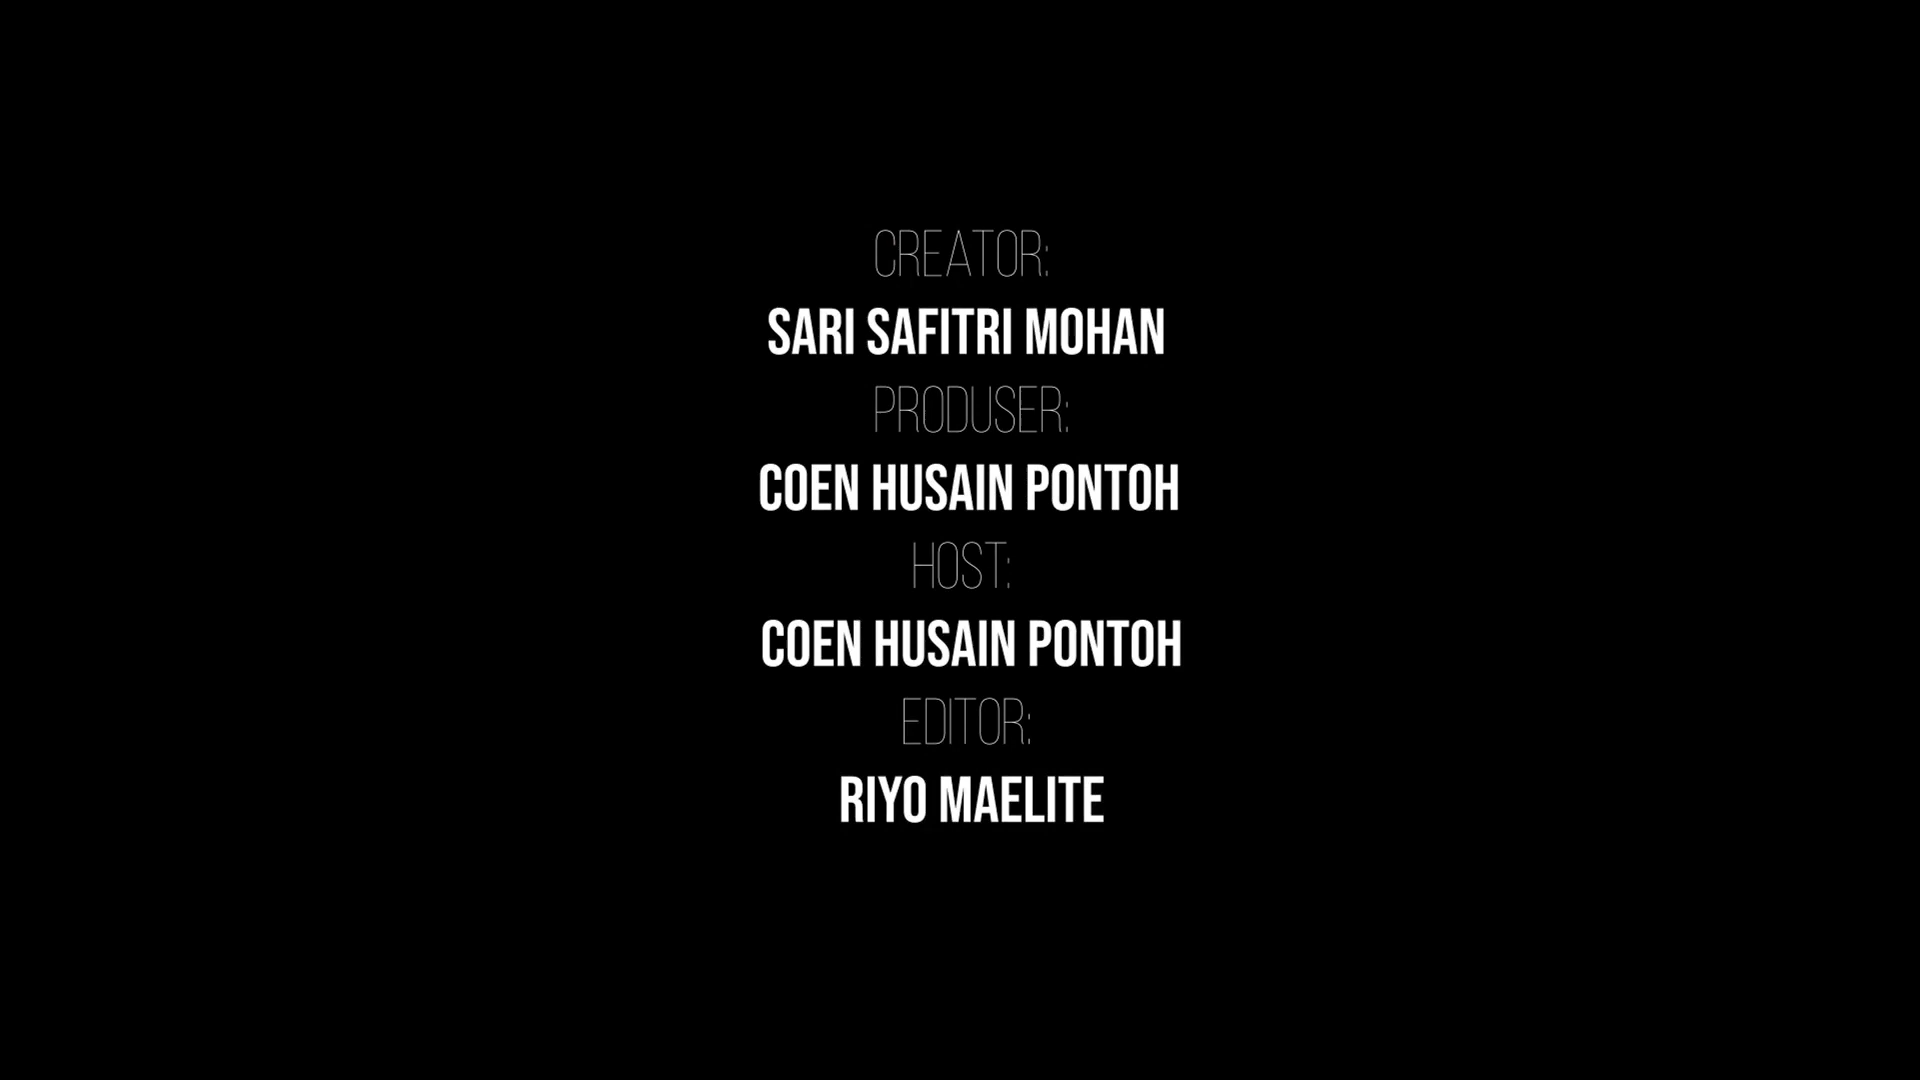 CREATOR:
SARI SAFITRI MOHAN
PRODUSER:
COEN HUSAIN PONTOH
HOST:
COEN HUSAIN PONTOH
EDITOR:
RIYO MAELITE